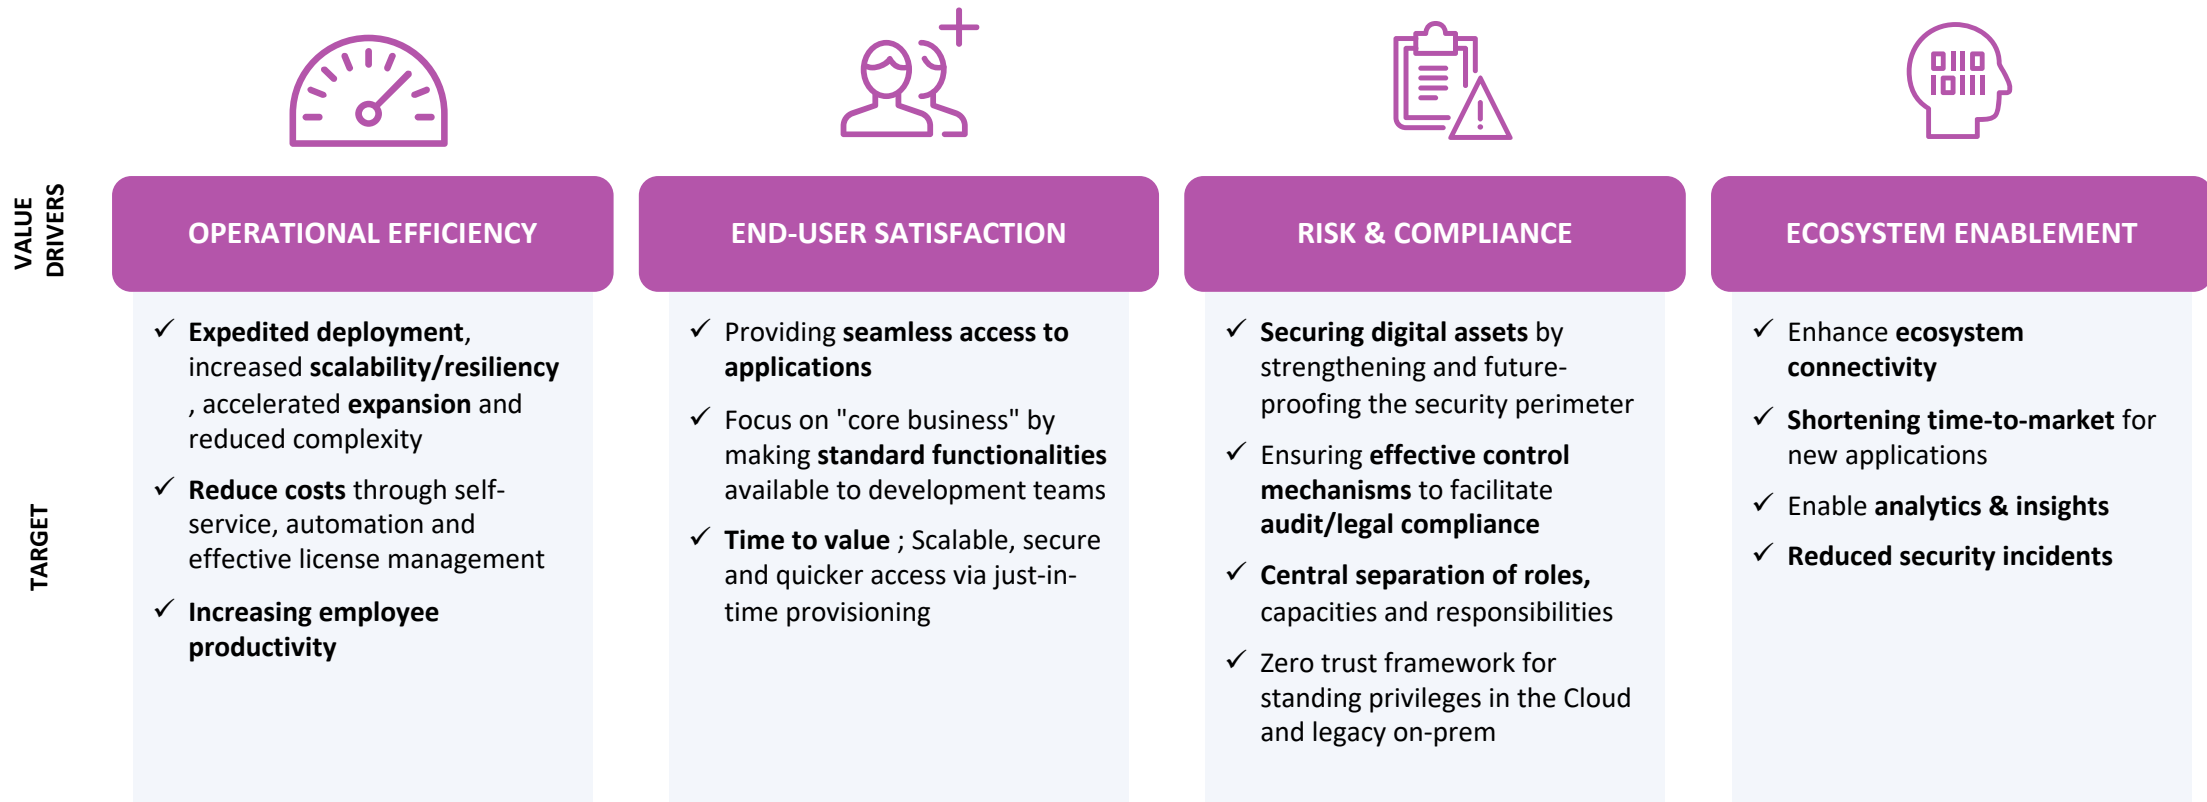 VALUE
DRIVERS
OPERATIONAL EFFICIENCY
END-USER SATISFACTION
RISK & COMPLIANCE
ECOSYSTEM ENABLEMENT
TARGET
✓ Expedited deployment,
increased scalability/resiliency
, accelerated expansion and
reduced complexity
✓ Reduce costs through self-
service, automation and
effective license management
✓ Increasing employee
productivity
✓ Providing seamless access to
applications
✓ Focus on "core business" by
making standard functionalities
available to development teams
✓ Time to value ; Scalable, secure
and quicker access via just-in-
time provisioning
✓ Securing digital assets by
strengthening and future-
proofing the security perimeter
✓ Ensuring effective control
mechanisms to facilitate
audit/legal compliance
✓ Central separation of roles,
capacities and responsibilities
✓ Zero trust framework for
standing privileges in the Cloud
and legacy on-prem
✓ Enhance ecosystem
connectivity
✓ Shortening time-to-market for
new applications
✓ Enable analytics & insights
✓ Reduced security incidents
0110
10111